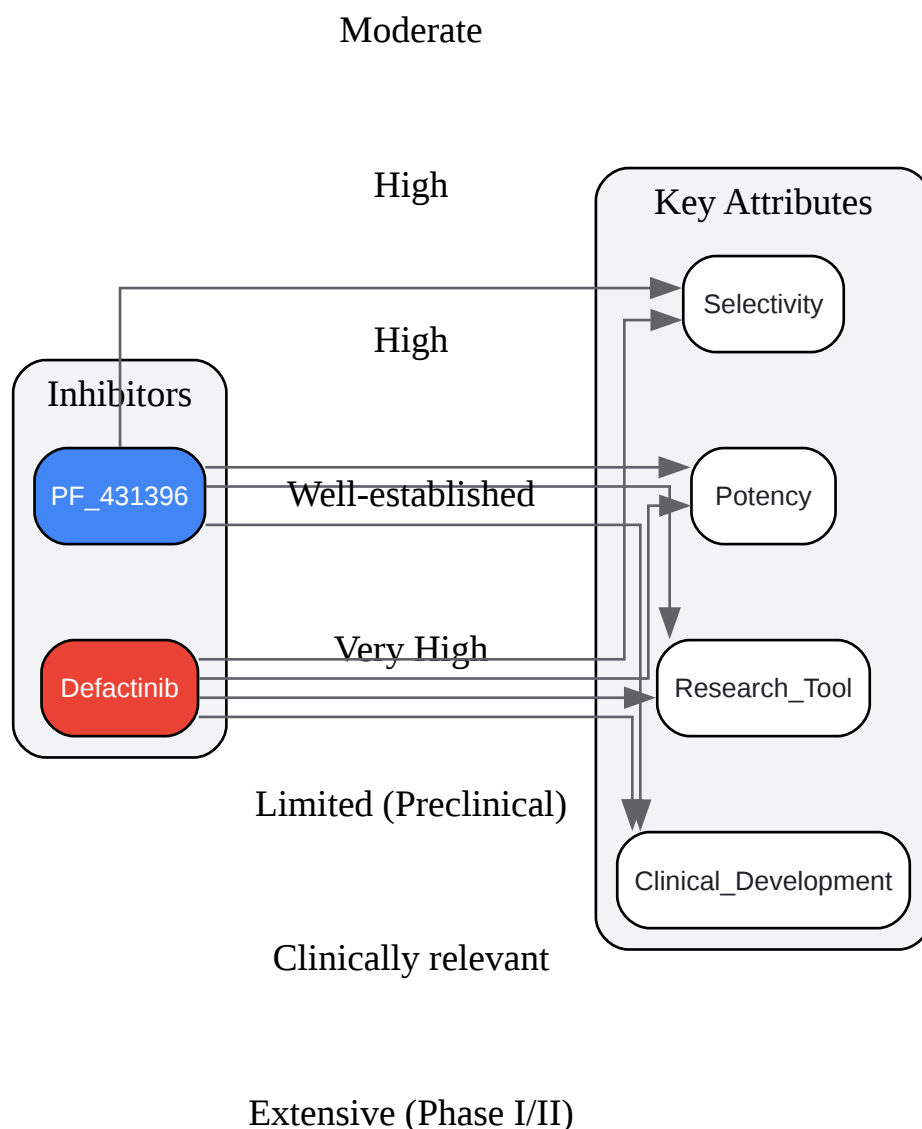 Moderate
High
Key Attributes
Selectivity
High
Inhibitors
PF_431396
Well-established
Potency
Very High
Defactinib
Research_Tool
Limited (Preclinical)
Clinical_Development
Clinically relevant
Extensive (Phase I/II)